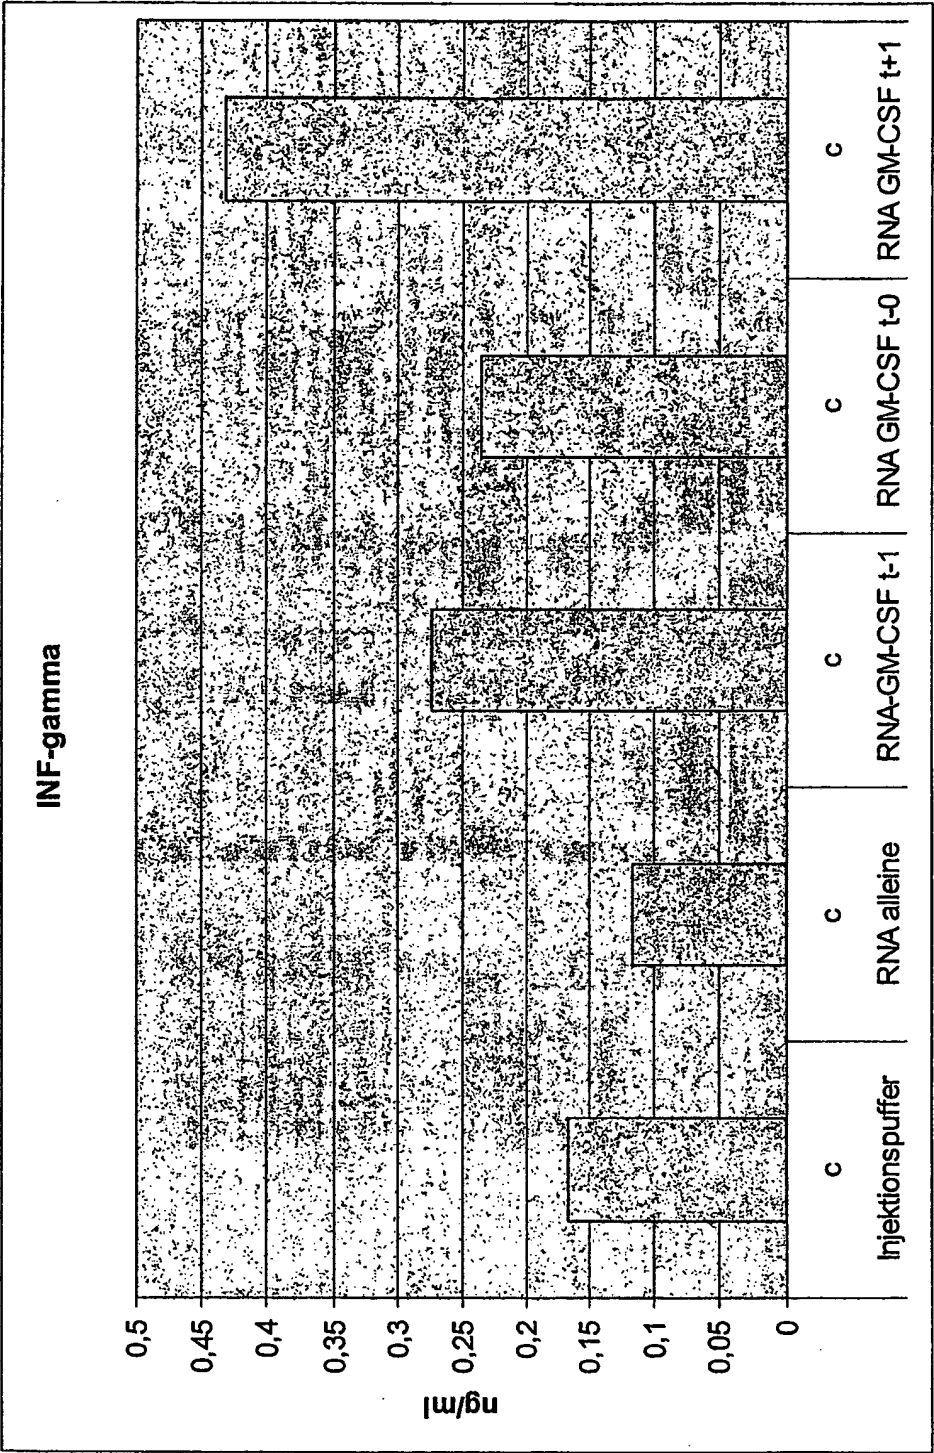 INF-gamma
ng/ml
0,5
0,45
0,4
0,35
0,3
0,25
0,2
0,15
0,1
0,05
0
c c c c c
Injektionspuffer RNA alleine RNA-GM-CSF t-1 RNA GM-CSF t-0 RNA GM-CSF t+1